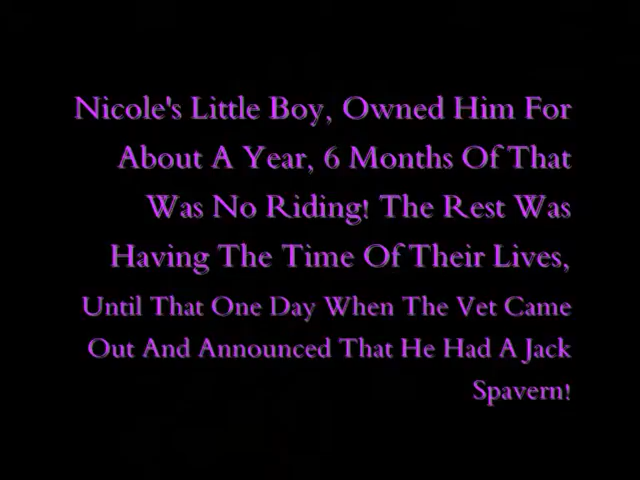 Nicole's Little Boy, Owned Him For
About A Year, 6 Months Of That
Was No Riding! The Rest Was
Having The Time Of Their Lives,
Until That One Day When The Vet Came
Out And Announced That He Had A Jack
Spavern!